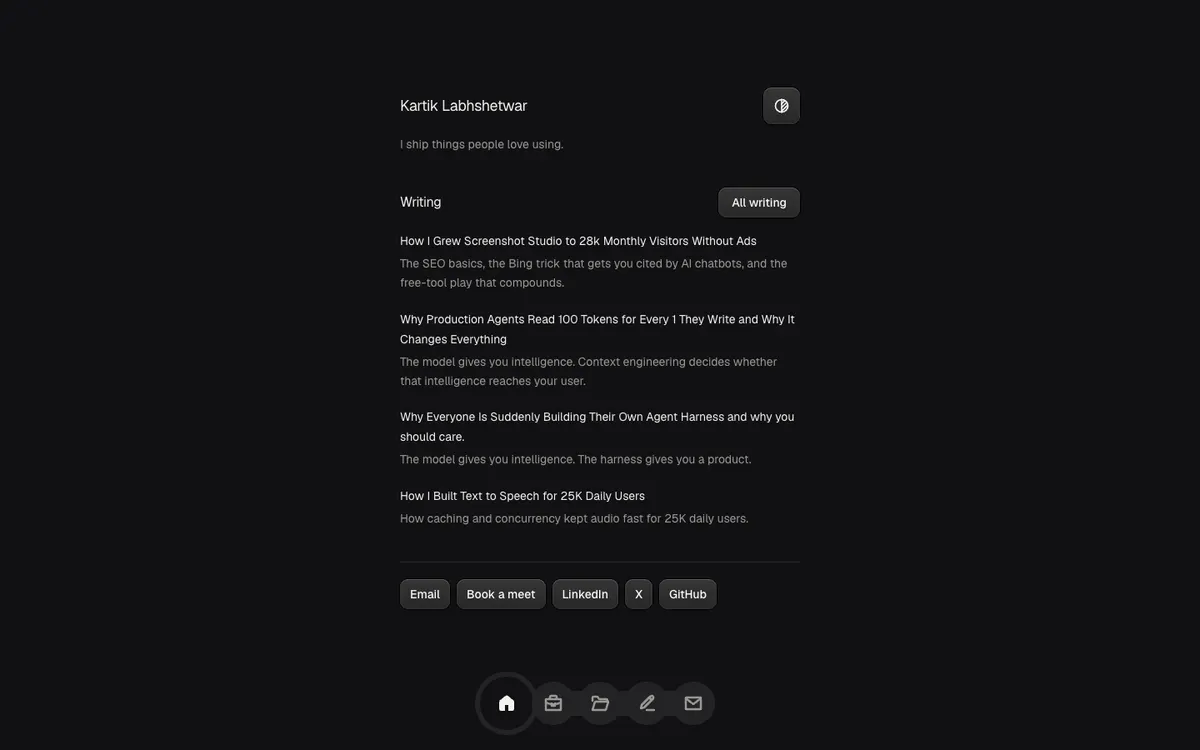 Kartik Labhshetwar
I ship things people love using.
Writing
All writing
How I Grew Screenshot Studio to 28k Monthly Visitors Without Ads
The SEO basics, the Bing trick that gets you cited by AI chatbots, and the
free-tool play that compounds.
Why Production Agents Read 100 Tokens for Every 1 They Write and Why It
Changes Everything
The model gives you intelligence. Context engineering decides whether
that intelligence reaches your user.
Why Everyone Is Suddenly Building Their Own Agent Harness and why you
should care.
The model gives you intelligence. The harness gives you a product.
How I Built Text to Speech for 25K Daily Users
How caching and concurrency kept audio fast for 25K daily users.
Email
Book a meet
LinkedIn
X
GitHub